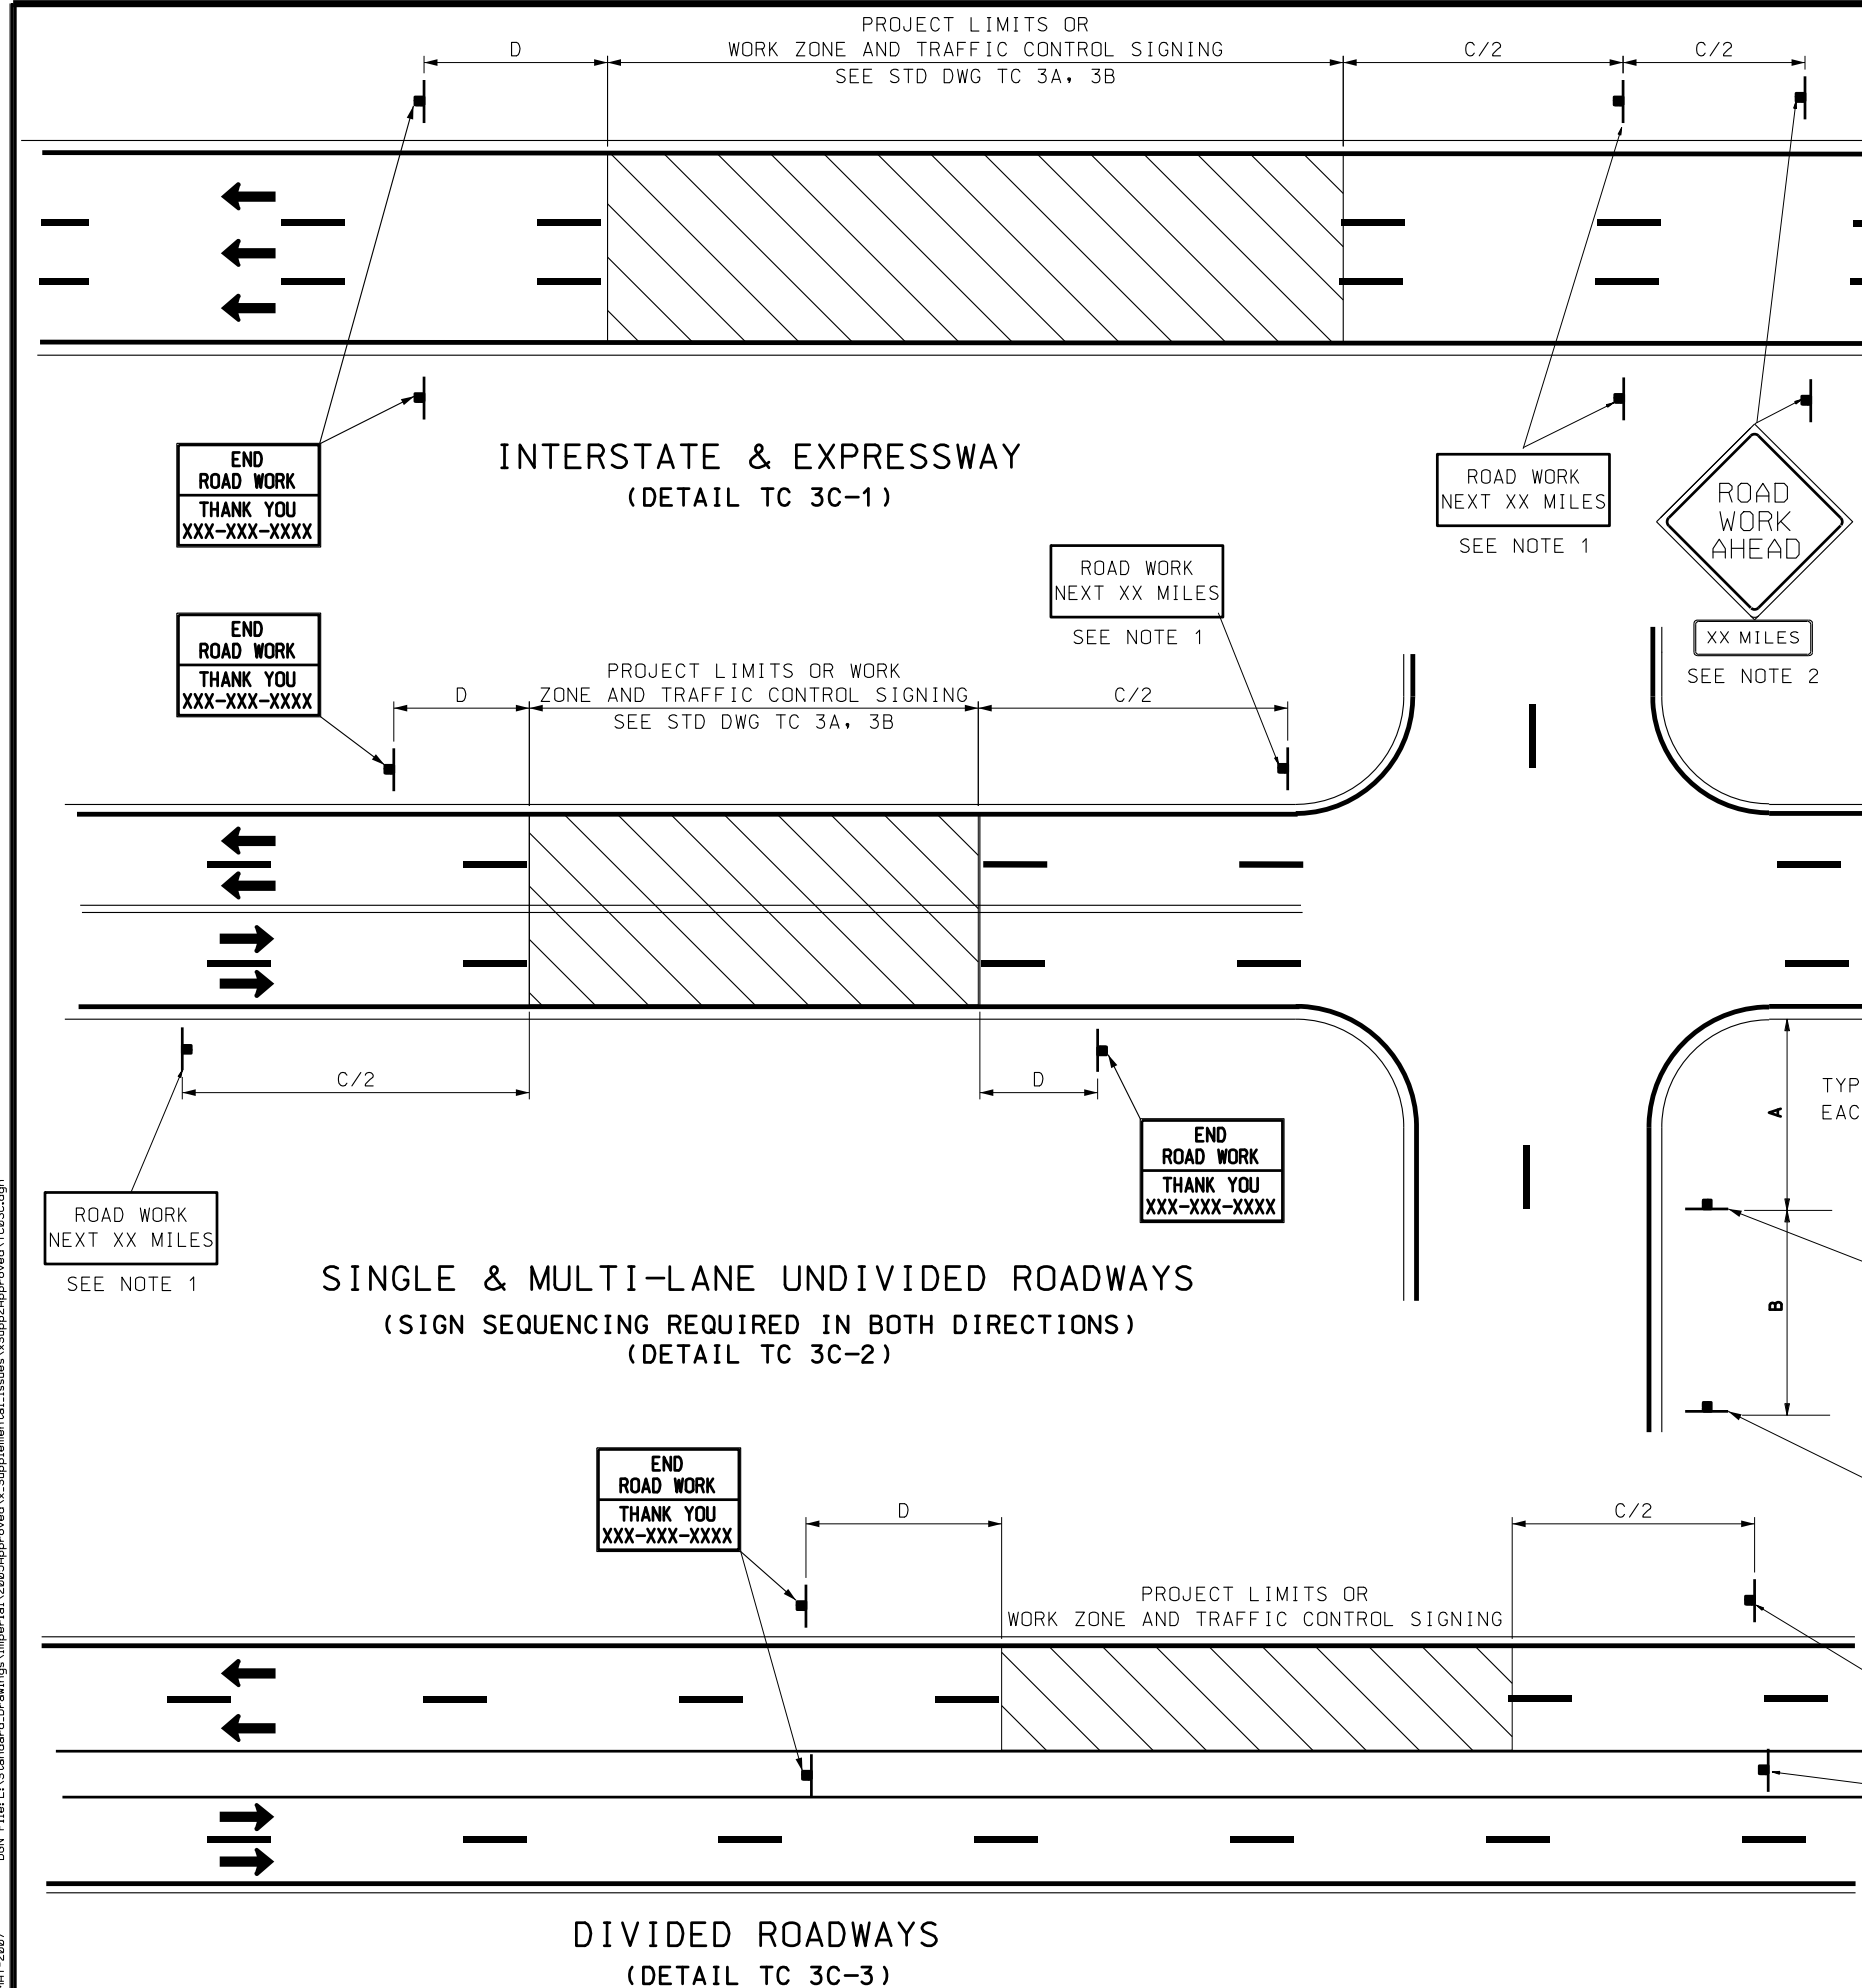 PROJECT LIMITS OR
D
WORK ZONE AND TRAFFIC CONTROL SIGNING
C/2
C/2
SEE STD DWG TC 3A, 3B
END
ROAD WORK
THANK YOU
XXX-XXX-XXXX
INTERSTATE & EXPRESSWAY
(DETAIL TC 3C-1)
ROAD WORK
NEXT XX MILES
SEE NOTE 1
ROAD
WORK
AHEAD
XX MILES
SEE NOTE 2
END
ROAD WORK
THANK YOU
XXX-XXX-XXXX
ROAD WORK
NEXT XX MILES
SEE NOTE 1
PROJECT LIMITS OR WORK
D
ZONE AND TRAFFIC CONTROL SIGNING
C/2
SEE STD DWG TC 3A, 3B
C/2
D
TYP
EAC
A
B
END
ROAD WORK
THANK YOU
XXX-XXX-XXXX
ROAD WORK
NEXT XX MILES
SEE NOTE 1
SINGLE & MULTI-LANE UNDIVIDED ROADWAYS
(SIGN SEQUENCING REQUIRED IN BOTH DIRECTIONS)
(DETAIL TC 3C-2)
END
ROAD WORK
THANK YOU
XXX-XXX-XXXX
D
C/2
PROJECT LIMITS OR
WORK ZONE AND TRAFFIC CONTROL SIGNING
DIVIDED ROADWAYS
(DETAIL TC 3C-3)